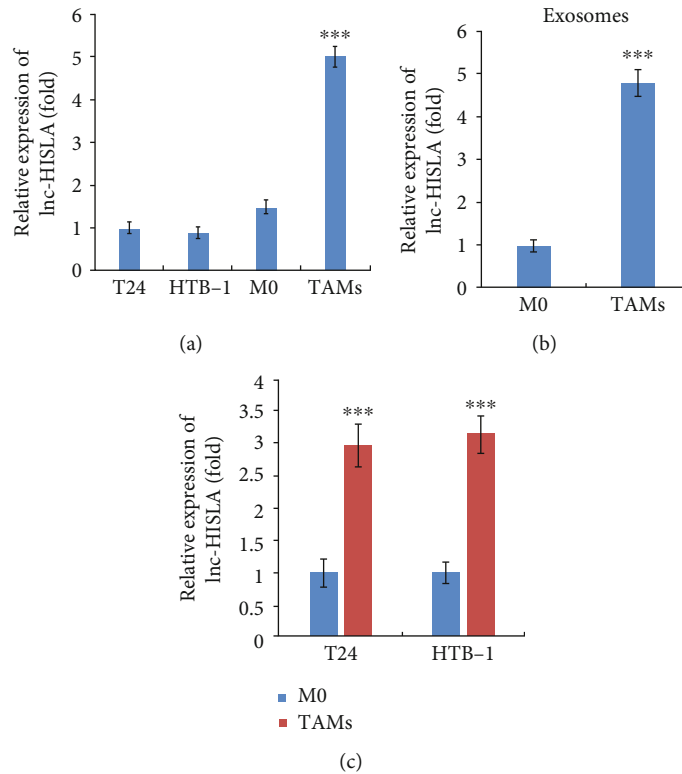 6
5
4
3
2
1
0
Relative expression of
lnc-HISLA (fold)
***
T24 HTB–1 M0 TAMs
(a)
Exosomes
6
5
4
3
2
1
0
Relative expression of
lnc-HISLA (fold)
***
M0 TAMs
(b)
4
3.5
3
2.5
2
1.5
1
0.5
0
Relative expression of
lnc-HISLA (fold)
*** ***
T24 HTB–1
M0
TAMs
(c)